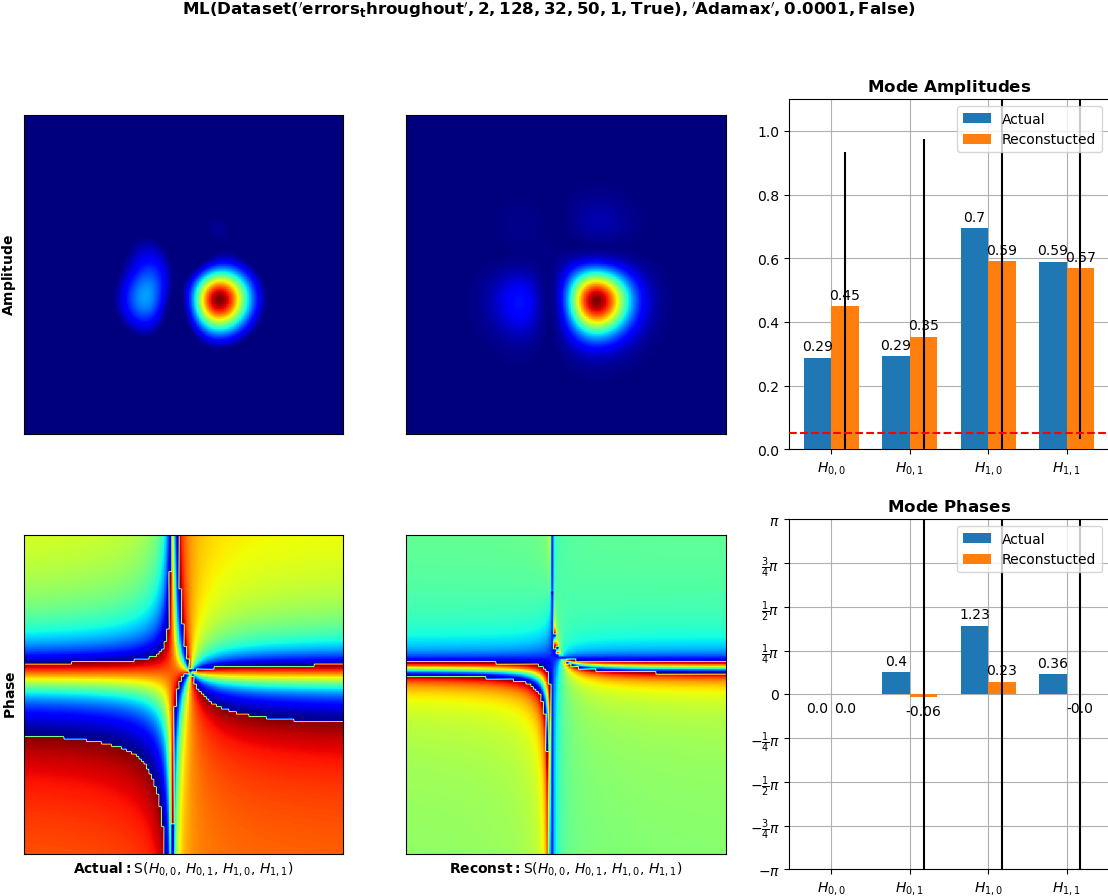 ML(Dataset('errors_throughout', 2, 128, 32, 50, 1, True), 'Adamax', 0.0001, False)
Amplitude
Mode Amplitudes
Actual
Reconstucted
1.0
0.8
0.6
0.4
0.2
0.0
0.29
0.45
0.29
0.35
0.7
0.59
0.59
0.57
H0,0
H0,1
H1,0
H1,1
Phase
Actual: S(H0,0, H0,1, H1,0, H1,1)
Reconst: S(H0,0, H0,1, H1,0, H1,1)
Mode Phases
Actual
Reconstucted
π
3/4π
1/2π
1/4π
0
−1/4π
−1/2π
−3/4π
−π
0.0
0.0
0.4
-0.06
1.23
0.23
0.36
-0.0
H0,0
H0,1
H1,0
H1,1